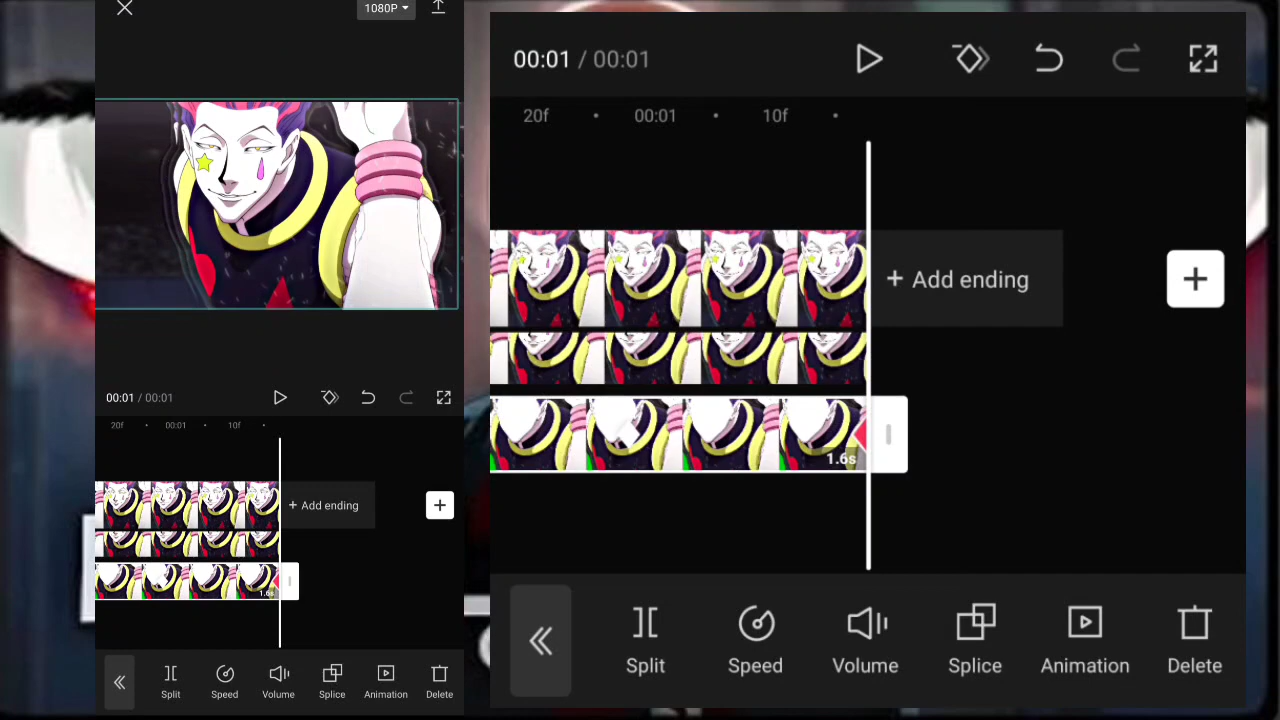 1080P
00:01 / 00:01
20f 00:01 10f
+ Add ending
1.6s
Split Speed Volume Splice Animation Delete
00:01 / 00:01
20f 00:01 10f
+ Add ending
1.6s
Split Speed Volume Splice Animation Delete